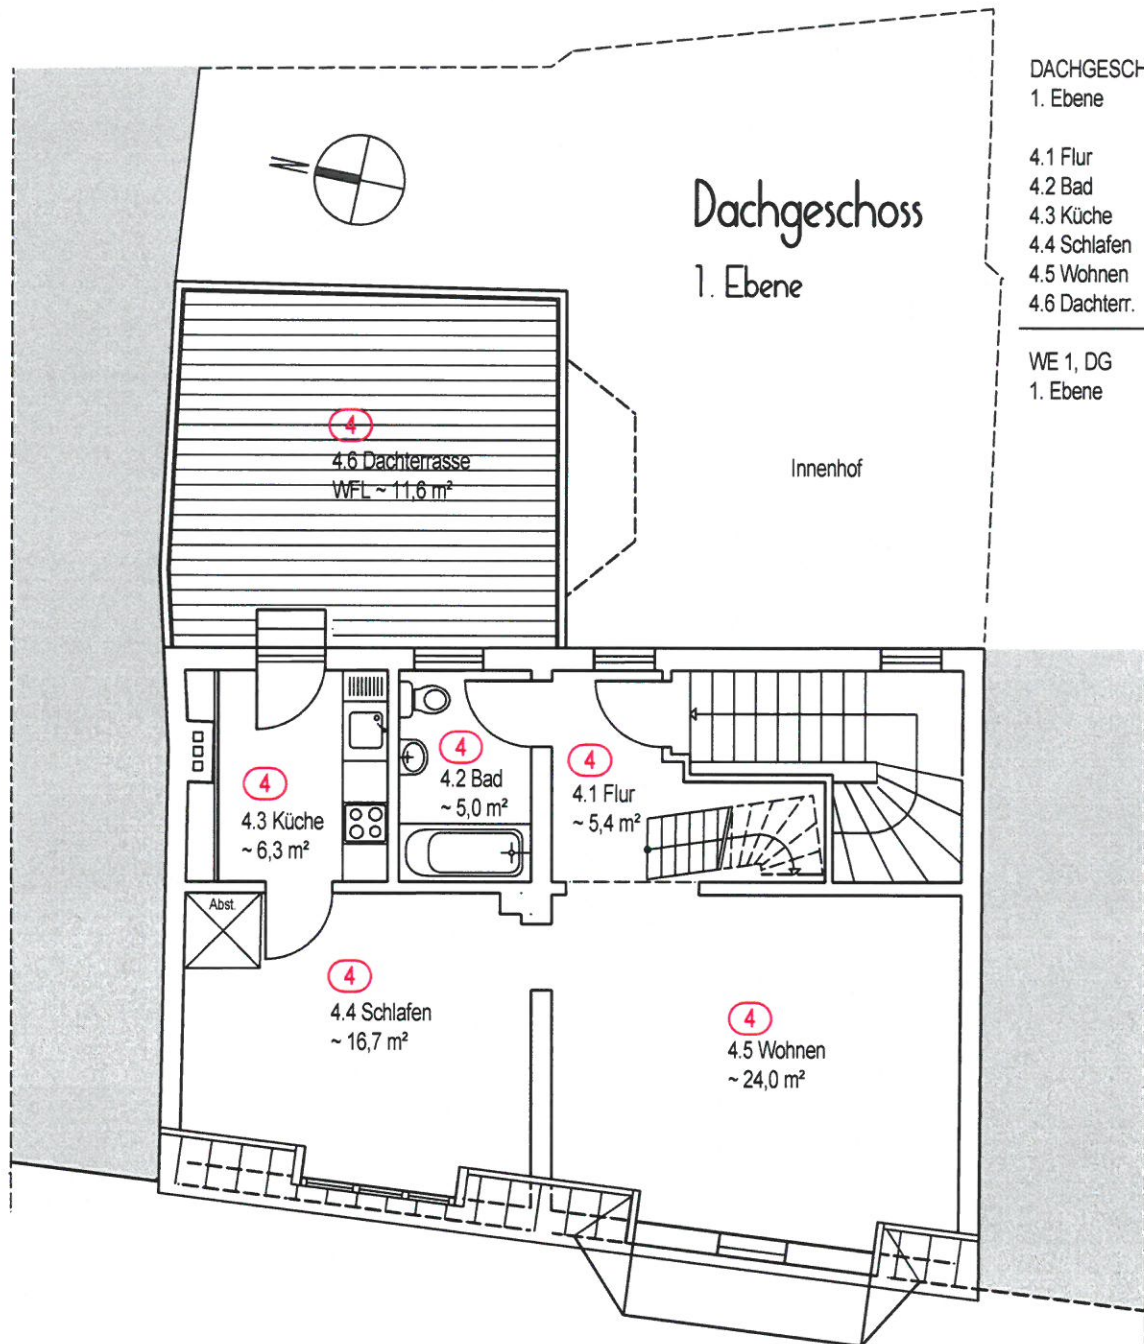 DACHGESCH
1. Ebene
4.1 Flur
4.2 Bad
4.3 Küche
4.4 Schlafen
4.5 Wohnen
4.6 Dachterr.
WE 1, DG
1. Ebene
N
Dachgeschoss
1. Ebene
Innenhof
4
4.6 Dachterrasse
WFL ~ 11,6 m²
4
4.3 Küche
~ 6,3 m²
4
4.2 Bad
~ 5,0 m²
4
4.1 Flur
~ 5,4 m²
Abst.
4
4.4 Schlafen
~ 16,7 m²
4
4.5 Wohnen
~ 24,0 m²